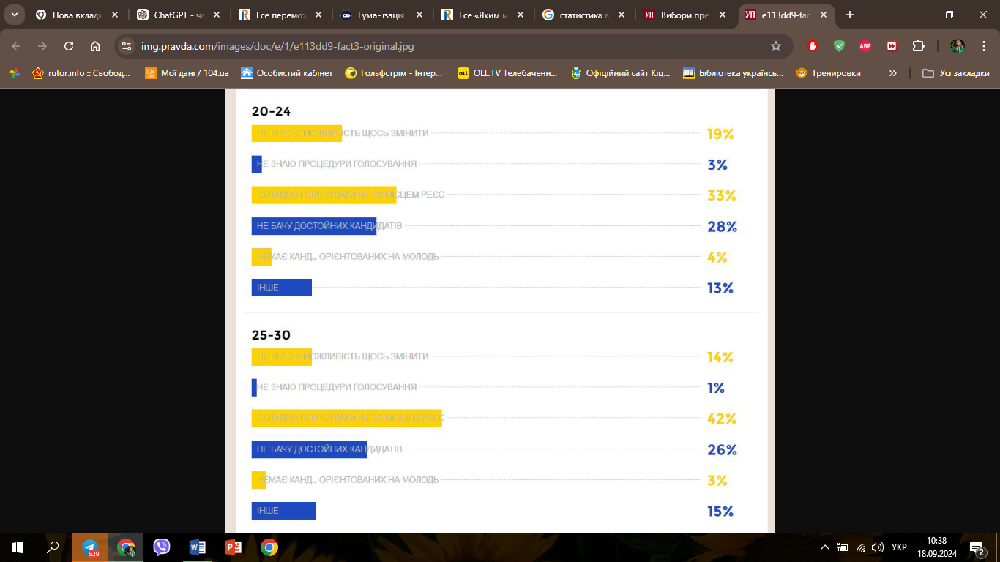 Нова вкладк
ChatGPT - ча
Есе перемож
Гуманізація
Есе «Яким м
статистика в
Вибори пре
e113dd9-fac
img.pravda.com/images/doc/e/1/e113dd9-fact3-original.jpg
rutor.info :: Свобод...
Мої дані / 104.ua
Особистий кабінет
Гольфстрім - Інтер...
OLL.TV Телебаченн...
Офіційний сайт Кіц...
Бібліотека українсь...
Тренировки
Усі закладки
20-24
НЕ ВІРЮ У МОЖЛИВІСТЬ ЩОСЬ ЗМІНИТИ 19%
НЕ ЗНАЮ ПРОЦЕДУРИ ГОЛОСУВАННЯ 3%
СКЛАДНО ГОЛОСУВАТИ НЕ ЗА МІСЦЕМ РЕЄС 33%
НЕ БАЧУ ДОСТОЙНИХ КАНДИДАТІВ 28%
НЕМАЄ КАНД., ОРІЄНТОВАНИХ НА МОЛОДЬ 4%
ІНШЕ 13%
25-30
НЕ ВІРЮ У МОЖЛИВІСТЬ ЩОСЬ ЗМІНИТИ 14%
НЕ ЗНАЮ ПРОЦЕДУРИ ГОЛОСУВАННЯ 1%
СКЛАДНО ГОЛОСУВАТИ НЕ ЗА МІСЦЕМ РЕЄС 42%
НЕ БАЧУ ДОСТОЙНИХ КАНДИДАТІВ 26%
НЕМАЄ КАНД., ОРІЄНТОВАНИХ НА МОЛОДЬ 3%
ІНШЕ 15%
529
УКР
10:38
18.09.2024
2